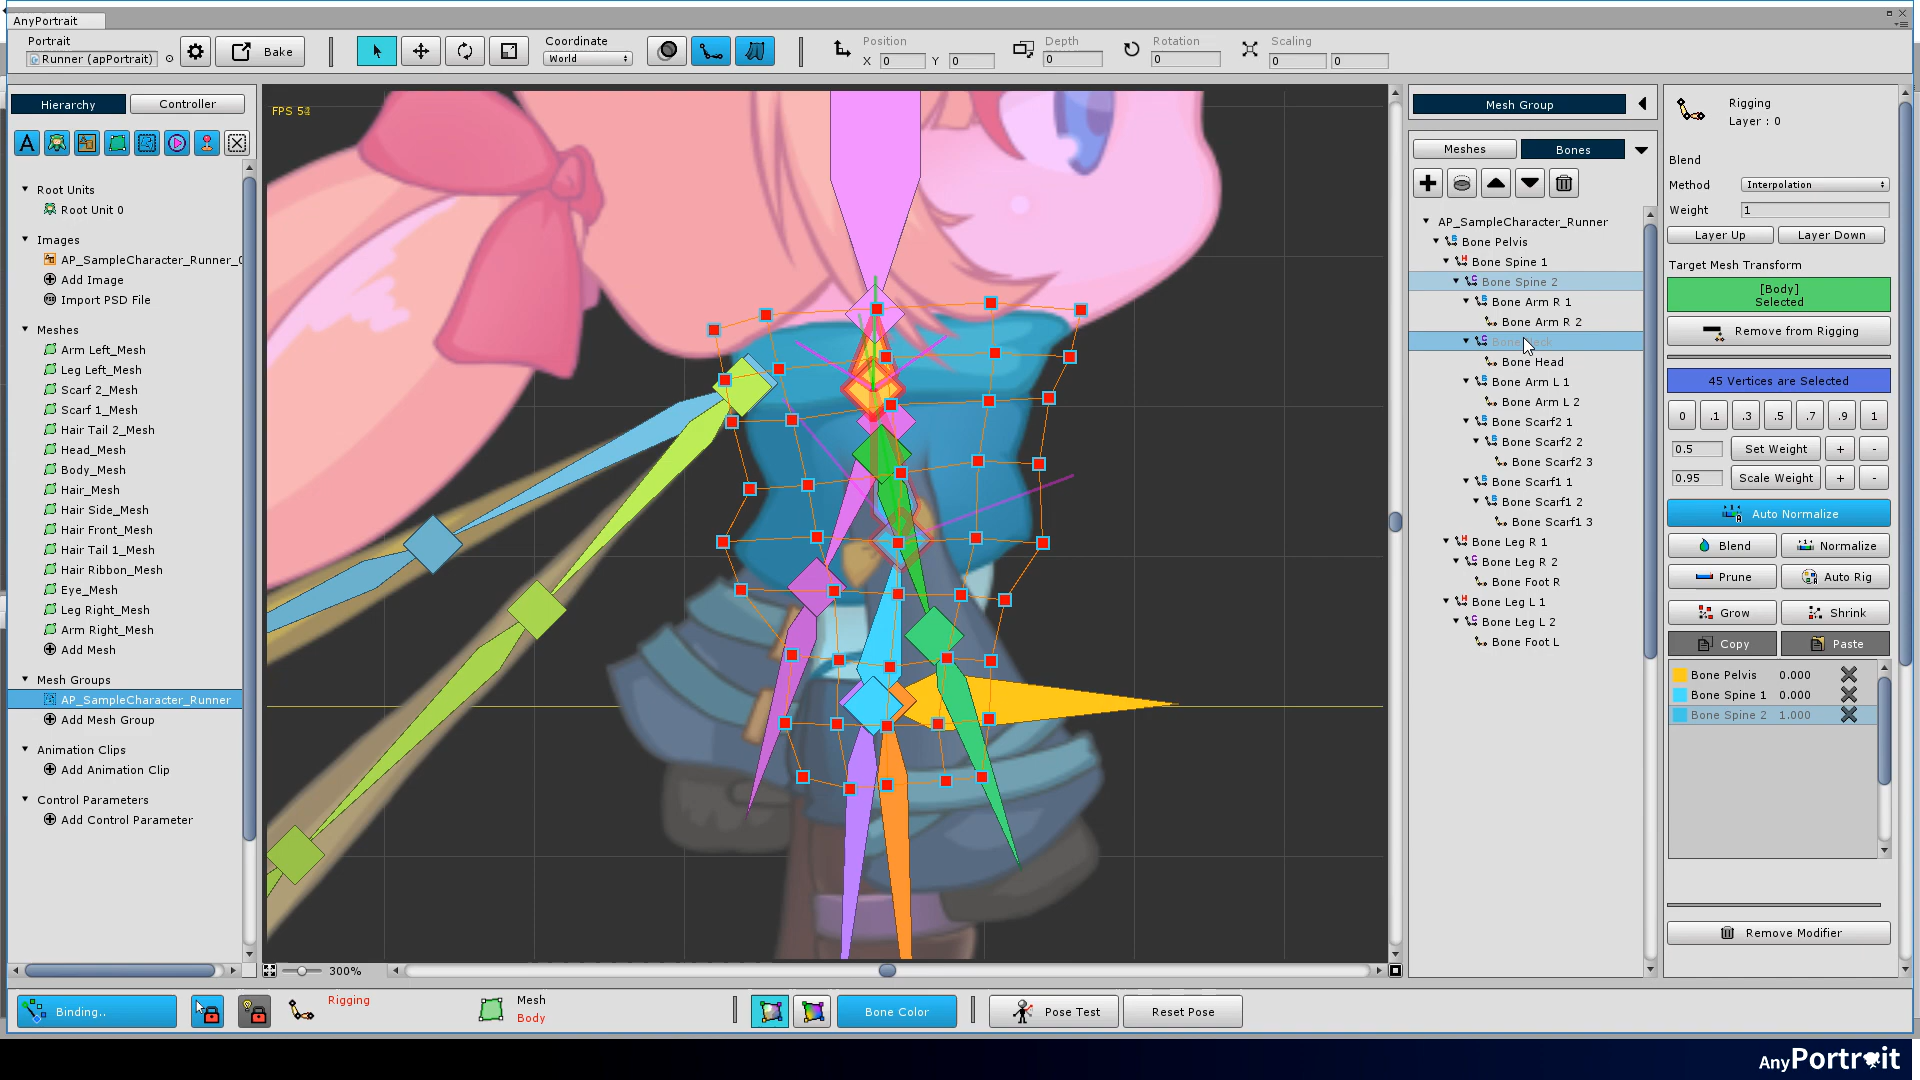 AnyPortrait
Portrait
Runner (apPortrait)
Bake
Coordinate
World
Position
X 0 Y 0
Depth
0
Rotation
0
Scaling
0 0
Hierarchy
Controller
A
Root Units
Root Unit 0
Images
AP_SampleCharacter_Runner_
Add Image
Import PSD File
Meshes
Arm Left_Mesh
Leg Left_Mesh
Scarf 2_Mesh
Scarf 1_Mesh
Hair Tail 2_Mesh
Head_Mesh
Body_Mesh
Hair_Mesh
Hair Side_Mesh
Hair Front_Mesh
Hair Tail 1_Mesh
Hair Ribbon_Mesh
Eye_Mesh
Leg Right_Mesh
Arm Right_Mesh
Add Mesh
Mesh Groups
AP_SampleCharacter_Runner
Add Mesh Group
Animation Clips
Add Animation Clip
Control Parameters
Add Control Parameter
FPS
300%
Mesh Group
Meshes
Bones
AP_SampleCharacter_Runner
Bone Pelvis
Bone Spine 1
Bone Spine 2
Bone Arm R 1
Bone Arm R 2
Bone Head
Bone Arm L 1
Bone Arm L 2
Bone Scarf2 1
Bone Scarf2 2
Bone Scarf2 3
Bone Scarf1 1
Bone Scarf1 2
Bone Scarf1 3
Bone Leg R 1
Bone Leg R 2
Bone Foot R
Bone Leg L 1
Bone Leg L 2
Bone Foot L
Rigging
Layer : 0
Blend
Method Interpolation
Weight 1
Layer Up
Layer Down
Target Mesh Transform
[Body]
Selected
Remove from Rigging
45 Vertices are Selected
0 .1 .3 .5 .7 .9 1
0.5 Set Weight + -
0.95 Scale Weight + -
Auto Normalize
Blend
Normalize
Prune
Auto Rig
Grow
Shrink
Copy
Paste
Bone Pelvis 0.000
Bone Spine 1 0.000
Bone Spine 2 1.000
Remove Modifier
Binding..
Rigging
Mesh
Body
Bone Color
Pose Test
Reset Pose
AnyPortrait